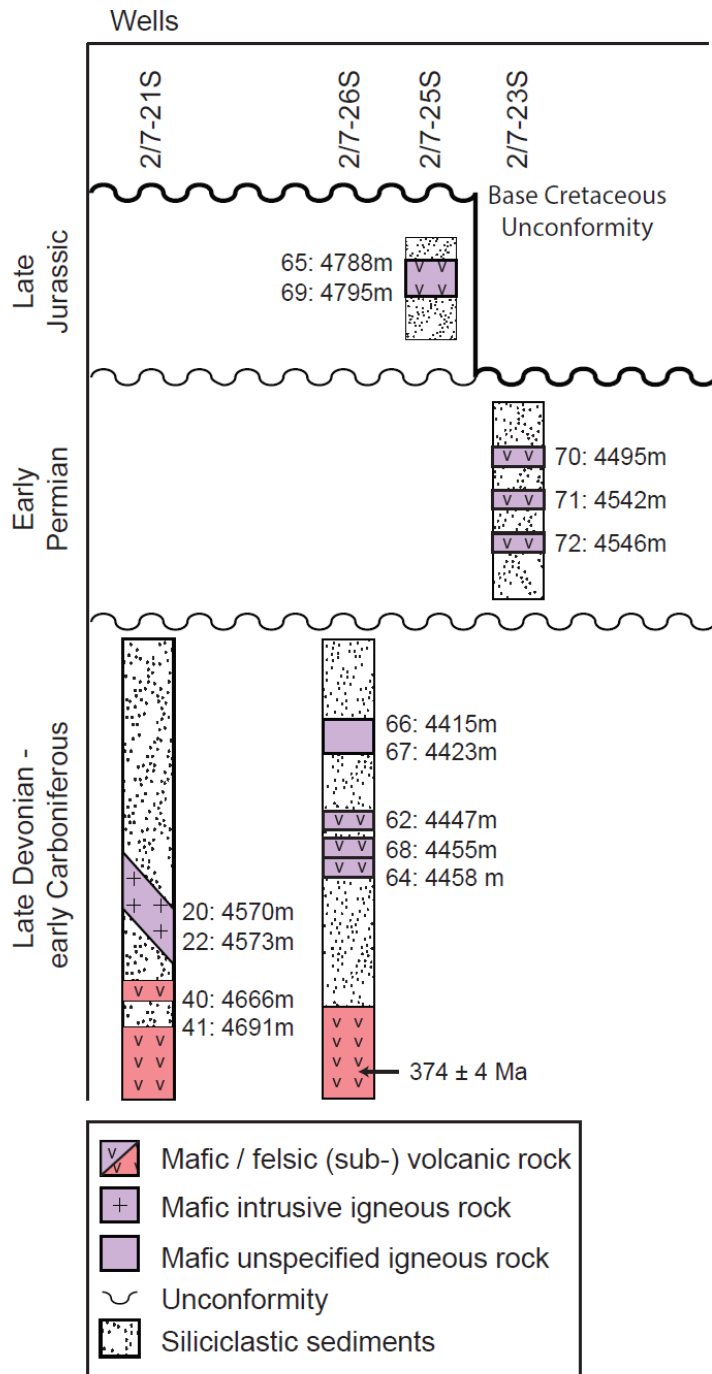 Wells
2/7-21S
2/7-26S
2/7-25S
2/7-23S
Base Cretaceous
Unconformity
Late
Jurassic
65: 4788m
69: 4795m
Early
Permian
70: 4495m
71: 4542m
72: 4546m
Late Devonian -
early Carboniferous
66: 4415m
67: 4423m
62: 4447m
68: 4455m
64: 4458 m
20: 4570m
22: 4573m
40: 4666m
41: 4691m
374 ± 4 Ma
Mafic / felsic (sub-) volcanic rock
Mafic intrusive igneous rock
Mafic unspecified igneous rock
Unconformity
Siliciclastic sediments